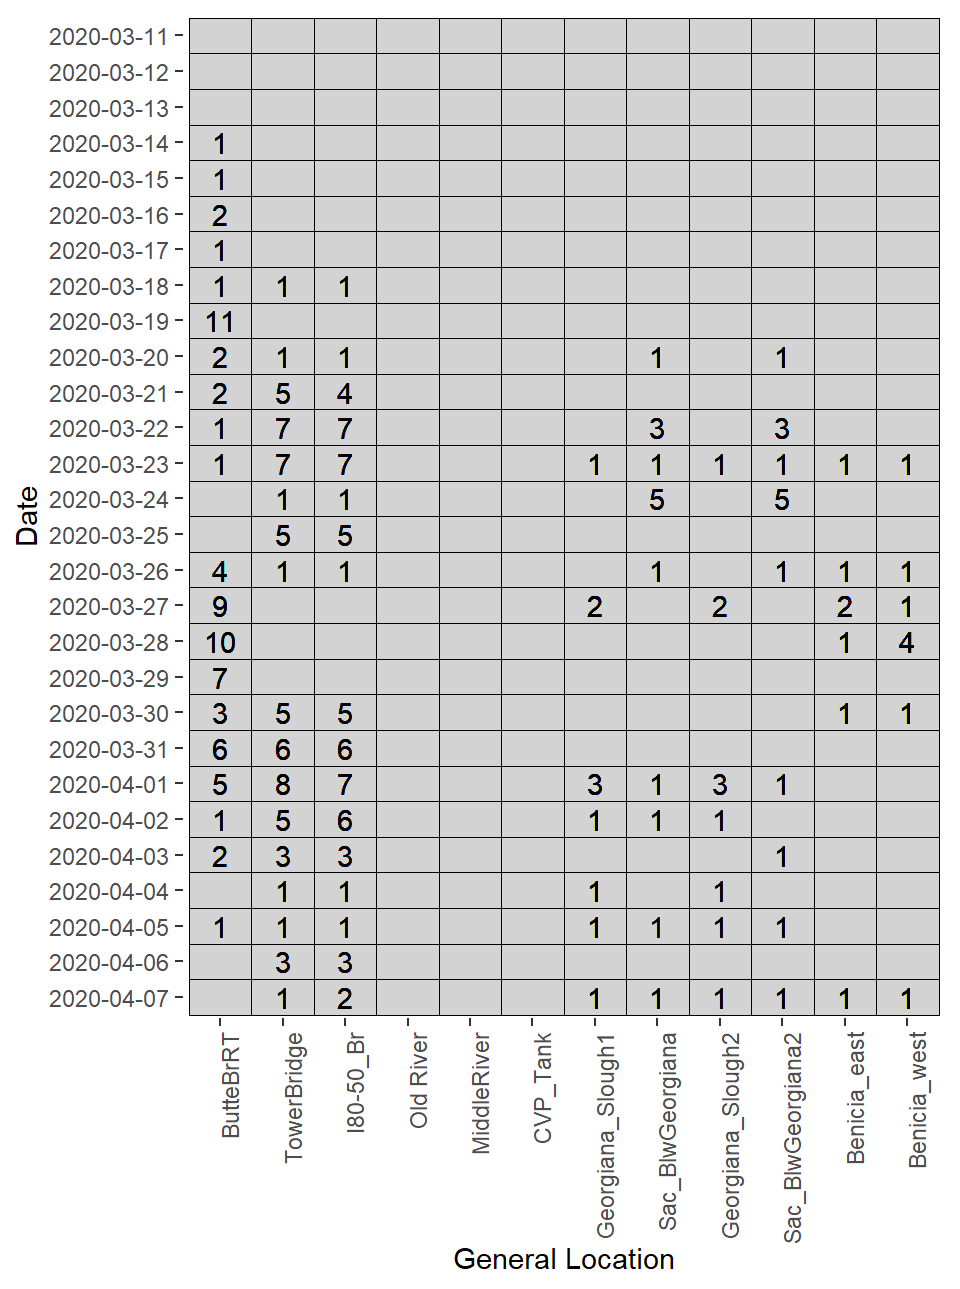 2020-03-11
2020-03-12
2020-03-13
2020-03-14 1
2020-03-15 1
2020-03-16 2
2020-03-17 1
2020-03-18 1 1 1
2020-03-19 11
2020-03-20 2 1 1 1 1
2020-03-21 2 5 4
2020-03-22 1 7 7 3 3
2020-03-23 1 7 7 1 1 1 1 1 1
2020-03-24 1 1 5 5
2020-03-25 5 5
2020-03-26 4 1 1 1 1 1 1
2020-03-27 9 2 2 2 1
2020-03-28 10 1 4
2020-03-29 7
2020-03-30 3 5 5 1 1
2020-03-31 6 6 6
2020-04-01 5 8 7 3 1 3 1
2020-04-02 1 5 6 1 1 1
2020-04-03 2 3 3 1
2020-04-04 1 1 1 1
2020-04-05 1 1 1 1 1 1 1
2020-04-06 3 3
2020-04-07 1 2 1 1 1 1 1 1
Date
ButteBrRT
TowerBridge
I80-50_Br
Old River
MiddleRiver
CVP_Tank
Georgiana_Slough1
Sac_BlwGeorgiana
Georgiana_Slough2
Sac_BlwGeorgiana2
Benicia_east
Benicia_west
General Location